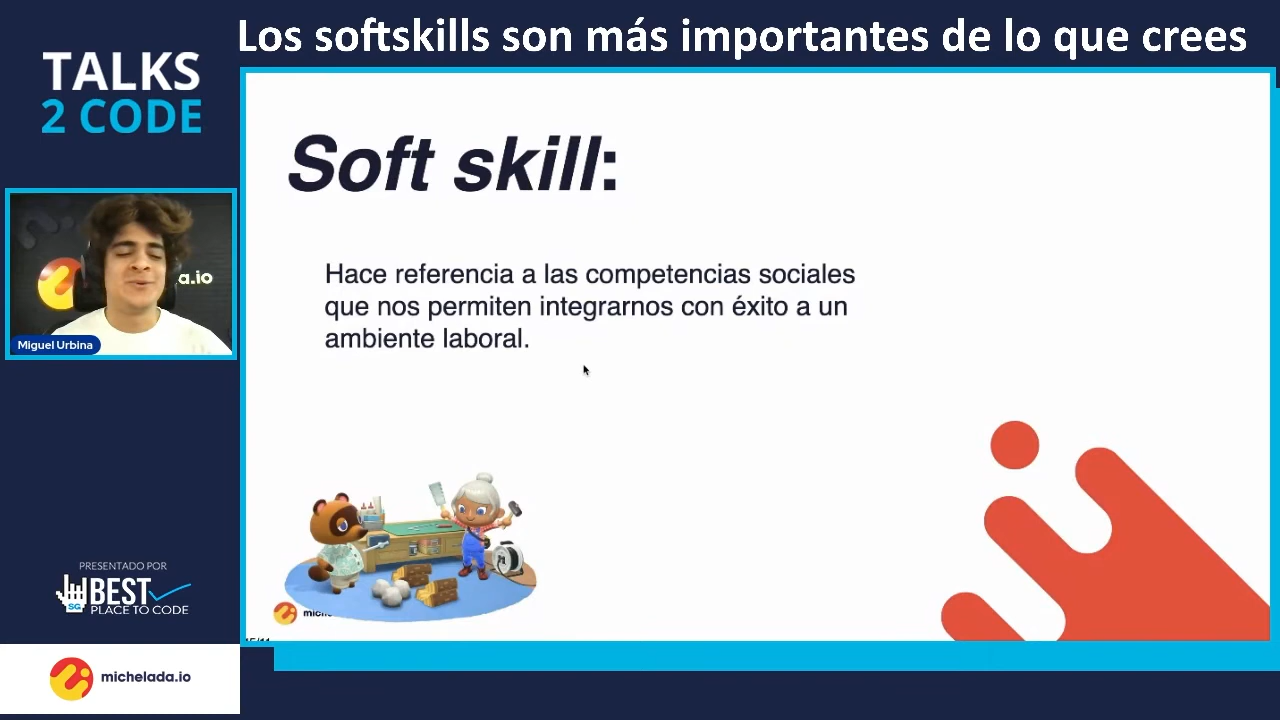 Los softskills son más importantes de lo que crees
TALKS
2 CODE
Soft skill:
Hace referencia a las competencias sociales
que nos permiten integrarnos con éxito a un
ambiente laboral.
a.io
Miguel Urbina
PRESENTADO POR
SG
BEST
PLACE TO CODE
michelada.io